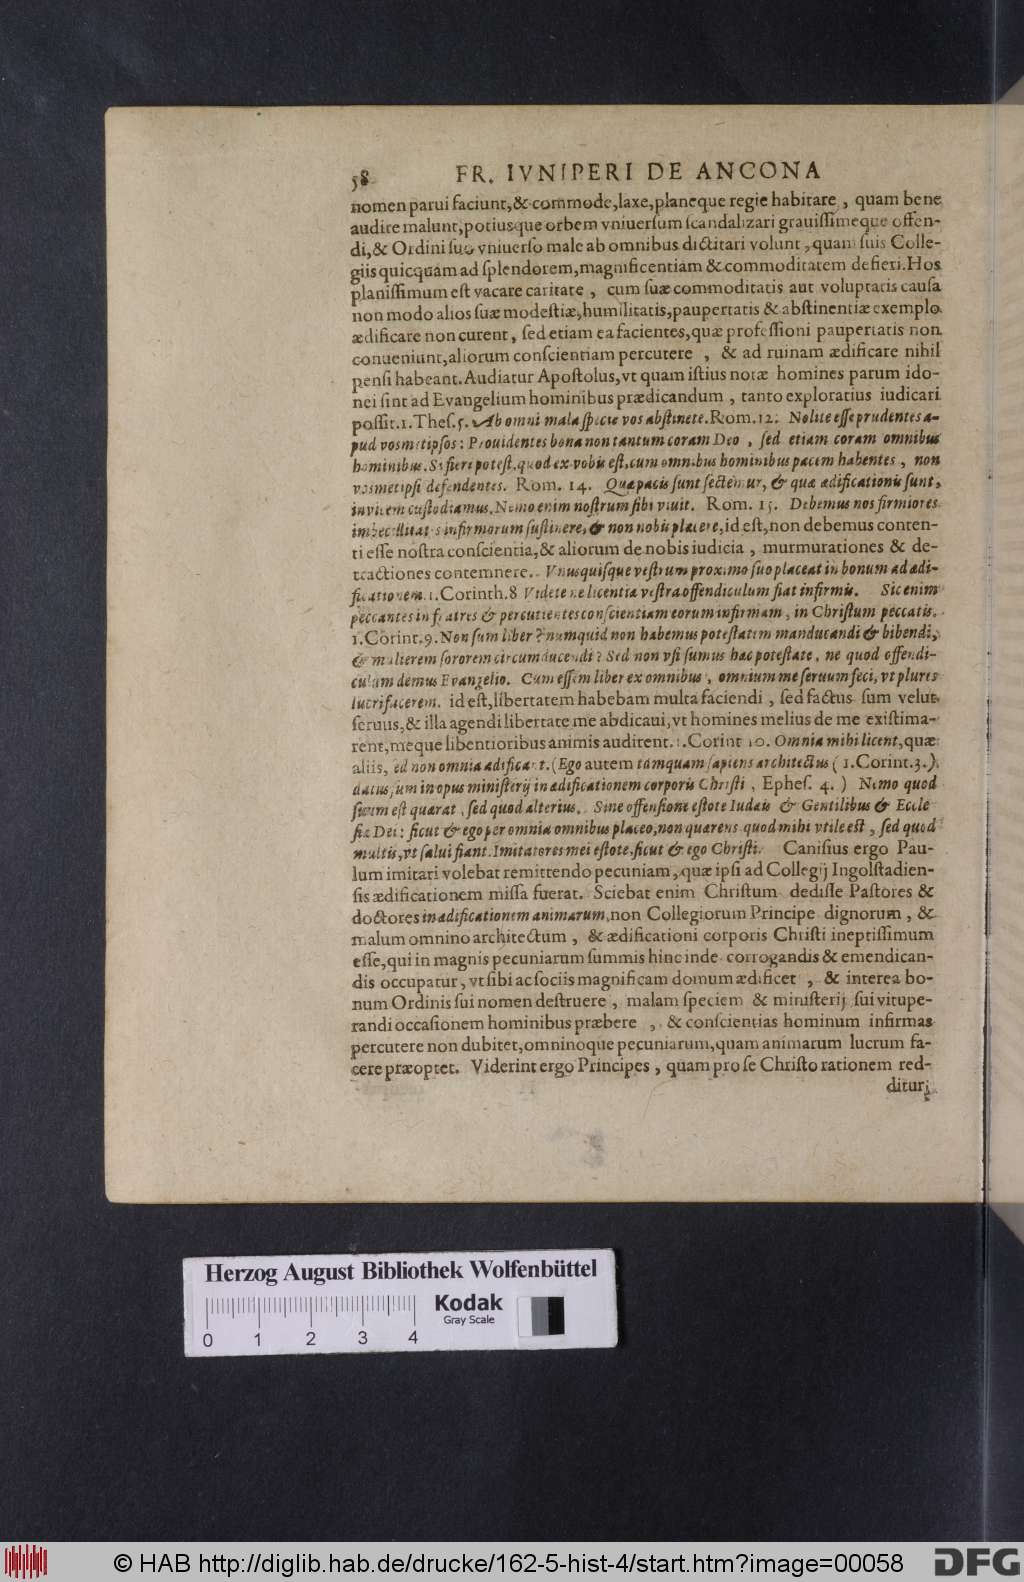 58 FR. IVNIPERI DE ANCONA
nomen parui faciunt,& commode,laxe,planeque regie habitare, quam bene
audire malunt,potiusque orbem vniuersum scandalizari grauissimeque offen-
di,& Ordini suo vniuerso male ab omnibus dictitari volunt, quam suis Colle-
giis quicquam ad splendorem,magnificentiam & commoditatem defieri.Hos
planissimum est vacare caritate, cum suæ commoditatis aut voluptatis causa
non modo alios suæ modestiæ,humilitatis,paupertatis & abstinentiæ exemplo
ædificare non curent, sed etiam ea facientes,quæ professioni paupertatis non
conueniunt,aliorum conscientiam percutere, & ad ruinam ædificare nihil
pensi habeant.Audiatur Apostolus,vt quam istius notæ homines parum ido-
nei sint ad Evangelium hominibus prædicandum, tanto exploratius iudicari
possit.1.Thes.5. Ab omni mala specie vos abstinete.Rom.12. Nolite esse prudentes a-
pud vosmetipsos: Prouidentes bona non tantum coram Deo, sed etiam coram omnibus
hominibus. Si fieri potest,quod ex vobis est,cum omnibus hominibus pacem habentes, non
vosmetipsi defendentes. Rom. 14. Quæ pacis sunt sectemur, & quæ ædificationis sunt,
invicem custodiamus.Nemo enim nostrum sibi viuit. Rom. 15. Debemus nos firmiores
imbecillitates infirmorum sustinere,& non nobis placere,id est,non debemus conten-
ti esse nostra conscientia,& aliorum de nobis iudicia, murmurationes & de-
tractiones contemnere. Vnusquisque vestrum proximo suo placeat in bonum ad ædi-
ficationem.1.Corinth.8 Videte ne licentia vestra offendiculum fiat infirmis. Sic enim
peccantes in fratres & percutientes conscientiam eorum infirmam, in Christum peccatis.
1.Corint.9.Non sum liber? numquid non habemus potestatem manducandi & bibendi,
& mulierem sororem circumducendi? Sed non vsi sumus hac potestate, ne quod offendi-
culum demus Evangelio. Cum essem liber ex omnibus, omnium me seruum feci,vt plures
lucrifacerem. id est,libertatem habebam multa faciendi, sed factus sum velut
seruus,& illa agendi libertate me abdicaui,vt homines melius de me existima-
rent,meque libentioribus animis audirent.1.Corint 10. Omnia mihi licent,quæ
aliis, sed non omnia ædificant.(Ego autem tamquam sapiens architectus (1.Corint.3.)
datus sum in opus ministerij in ædificationem corporis Christi, Ephes. 4.) Nemo quod
suum est quærat, sed quod alterius. Sine offensione estote Iudæis & Gentilibus & Eccle
siæ Dei: sicut & ego per omnia omnibus placeo,non quærens quod mihi vtile est, sed quod
multis,vt salui fiant.Imitatores mei estote,sicut & ego Christi. Canisius ergo Pau-
lum imitari volebat remittendo pecuniam, quæ ipsi ad Collegij Ingolstadien-
sis ædificationem missa fuerat. Sciebat enim Christum dedisse Pastores &
doctores in ædificationem animarum,non Collegiorum Principe dignorum, &
malum omnino architectum, & ædificationi corporis Christi ineptissimum
esse,qui in magnis pecuniarum summis hinc inde corrogandis & emendican-
dis occupatur, vt sibi ac sociis magnificam domum ædificet, & interea bo-
num Ordinis sui nomen destruere, malam speciem & ministerij sui vitupe-
randi occasionem hominibus præbere, & conscientias hominum infirmas
percutere non dubitet,omninoque pecuniarum,quam animarum lucrum fa-
cere præoptet. Viderint ergo Principes, quam pro se Christo rationem red-
dituri
Herzog August Bibliothek Wolfenbüttel
Kodak
Gray Scale
0 1 2 3 4
© HAB http://diglib.hab.de/drucke/162-5-hist-4/start.htm?image=00058
DFG